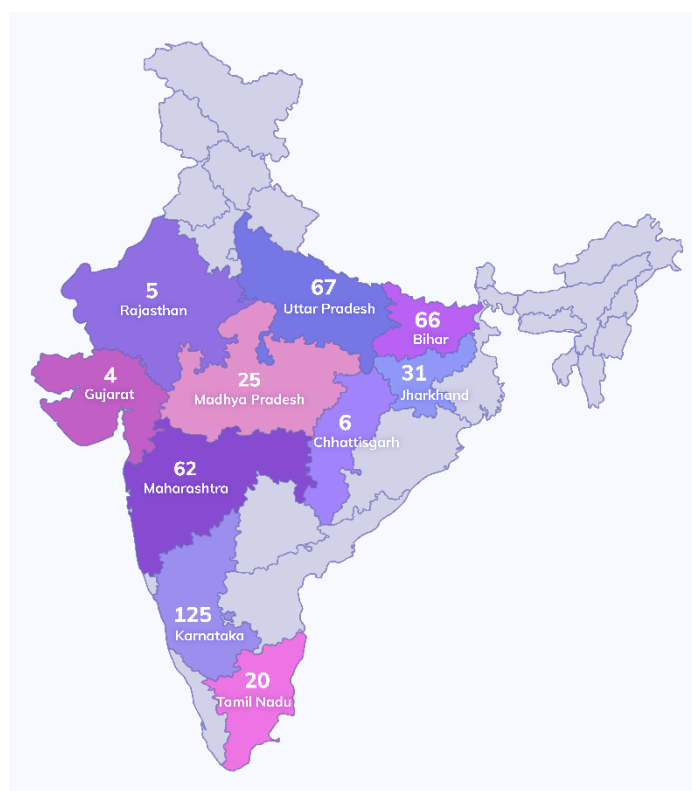 5
Rajasthan
67
Uttar Pradesh
66
Bihar
4
Gujarat
25
Madhya Pradesh
31
Jharkhand
6
Chhattisgarh
62
Maharashtra
125
Karnataka
20
Tamil Nadu